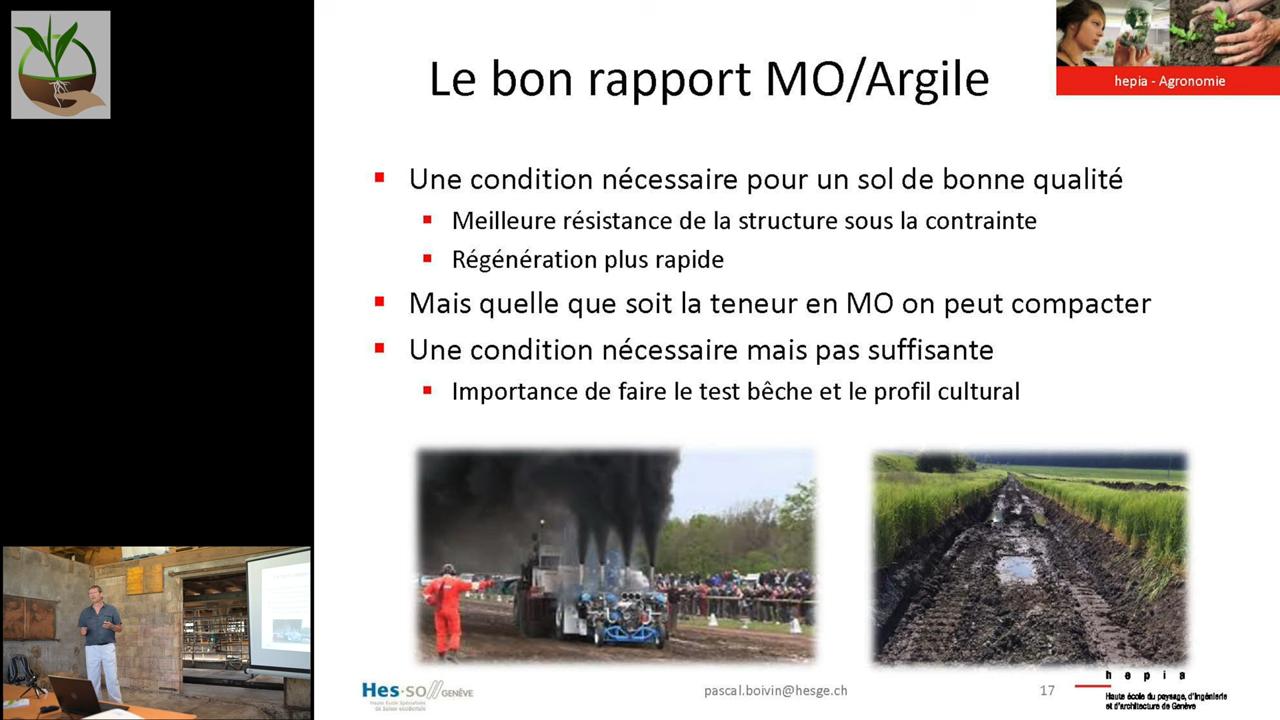 hepia - Agronomie
Le bon rapport MO/Argile
Une condition nécessaire pour un sol de bonne qualité
Meilleure résistance de la structure sous la contrainte
Régénération plus rapide
Mais quelle que soit la teneur en MO on peut compacter
Une condition nécessaire mais pas suffisante
Importance de faire le test bêche et le profil cultural
Hes·so// GENÈVE
Haute Ecole Spécialisée
de Suisse occidentale
pascal.boivin@hesge.ch
17
h e p i a
Haute école du paysage, d'ingénierie
et d'architecture de Genève